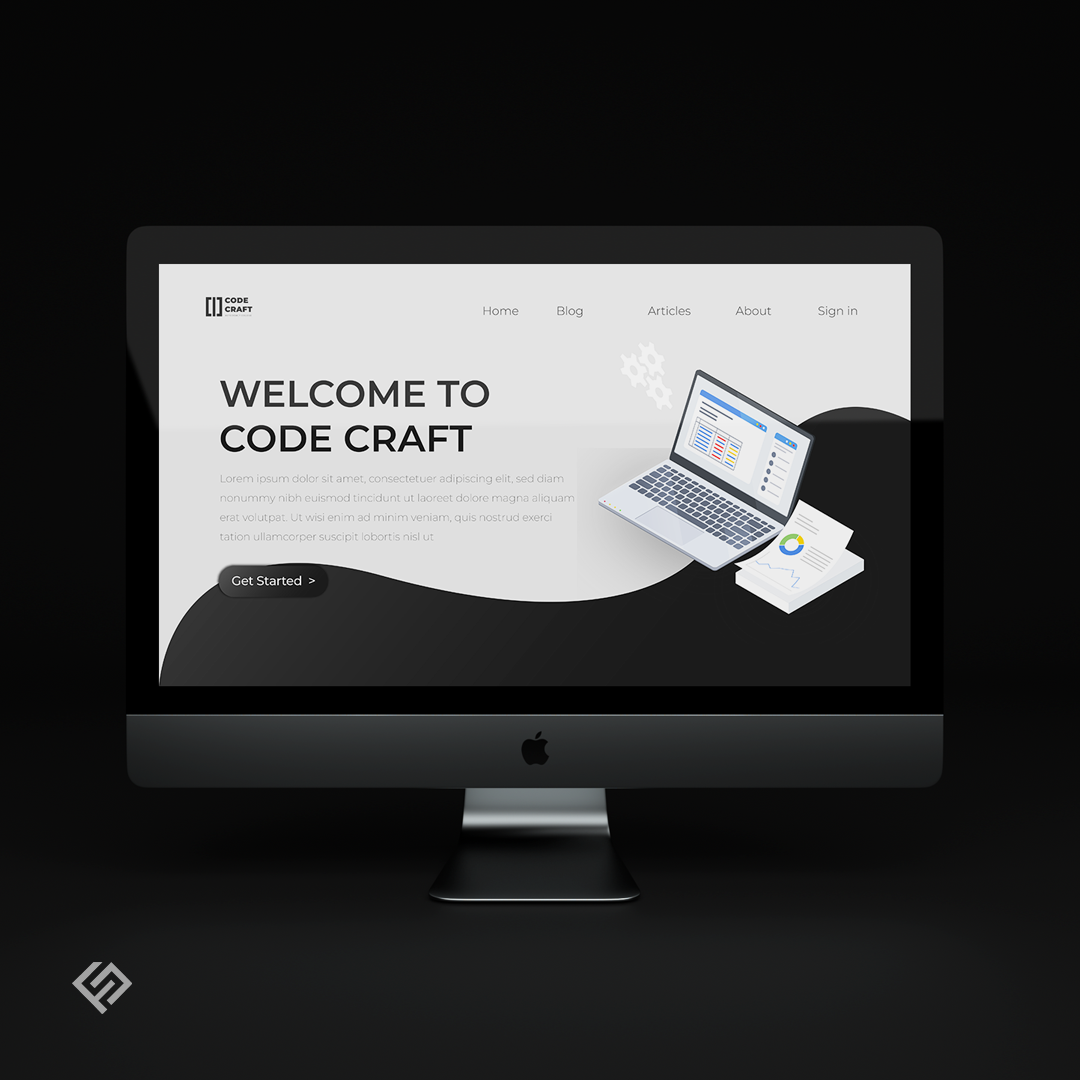 CODE
CRAFT
Home Blog Articles About Sign in
WELCOME TO
CODE CRAFT
Lorem ipsum dolor sit amet, consectetuer adipiscing elit, sed diam
nonummy nibh euismod tincidunt ut laoreet dolore magna aliquam
erat volutpat. Ut wisi enim ad minim veniam, quis nostrud exerci
tation ullamcorper suscipit lobortis nisl ut
Get Started >